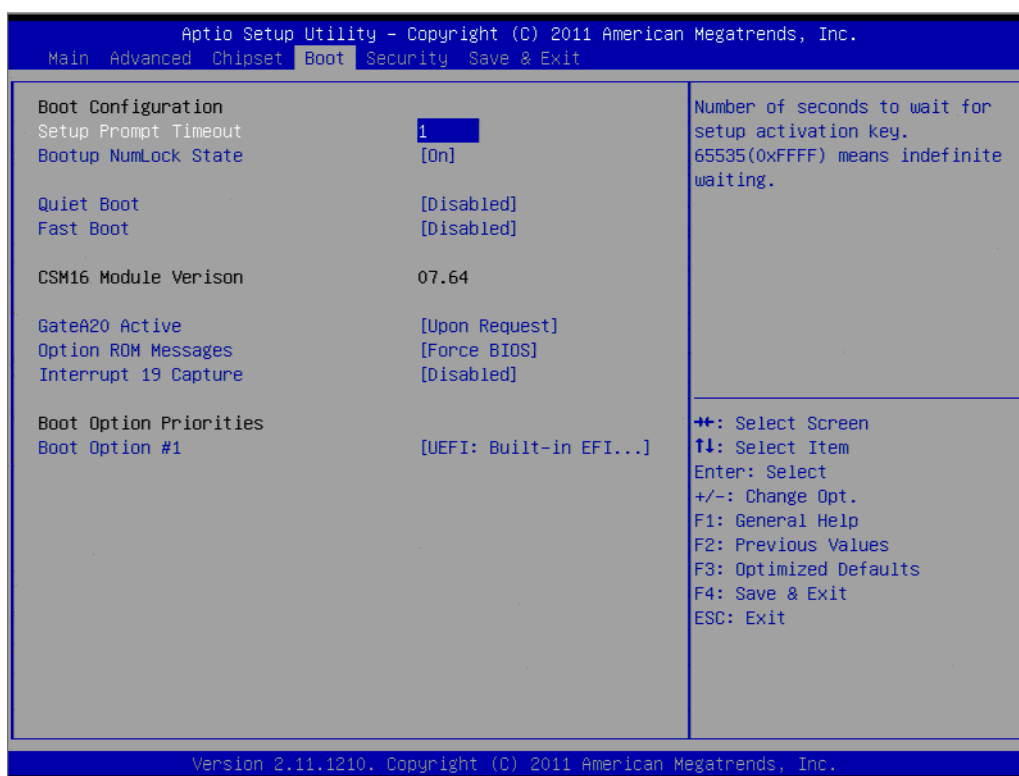 Aptio Setup Utility – Copyright (C) 2011 American Megatrends, Inc.
Main Advanced Chipset Boot Security Save & Exit
Boot Configuration
Setup Prompt Timeout 1
Bootup NumLock State [On]
Quiet Boot [Disabled]
Fast Boot [Disabled]
CSM16 Module Verison 07.64
GateA20 Active [Upon Request]
Option ROM Messages [Force BIOS]
Interrupt 19 Capture [Disabled]
Boot Option Priorities
Boot Option #1 [UEFI: Built-in EFI...]
Number of seconds to wait for
setup activation key.
65535(0xFFFF) means indefinite
waiting.
→←: Select Screen
↑↓: Select Item
Enter: Select
+/-: Change Opt.
F1: General Help
F2: Previous Values
F3: Optimized Defaults
F4: Save & Exit
ESC: Exit
Version 2.11.1210. Copyright (C) 2011 American Megatrends, Inc.